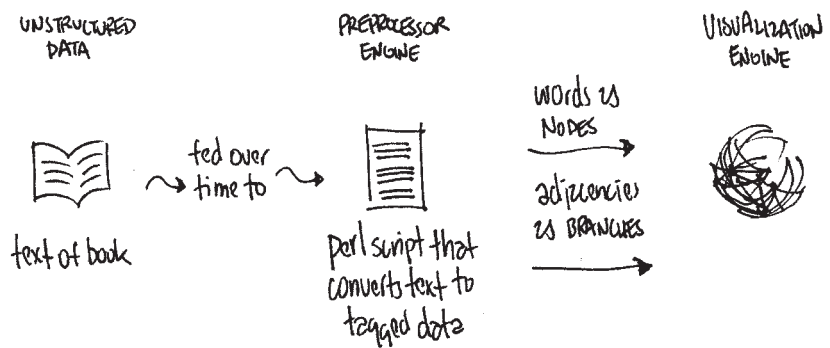 UNSTRUCTURED
DATA
PREPROCESSOR
ENGINE
VISUALIZATION
ENGINE
text of book
fed over
time to
perl script that
converts text to
tagged data
words as
NODES
adjacencies
as BRANCHES